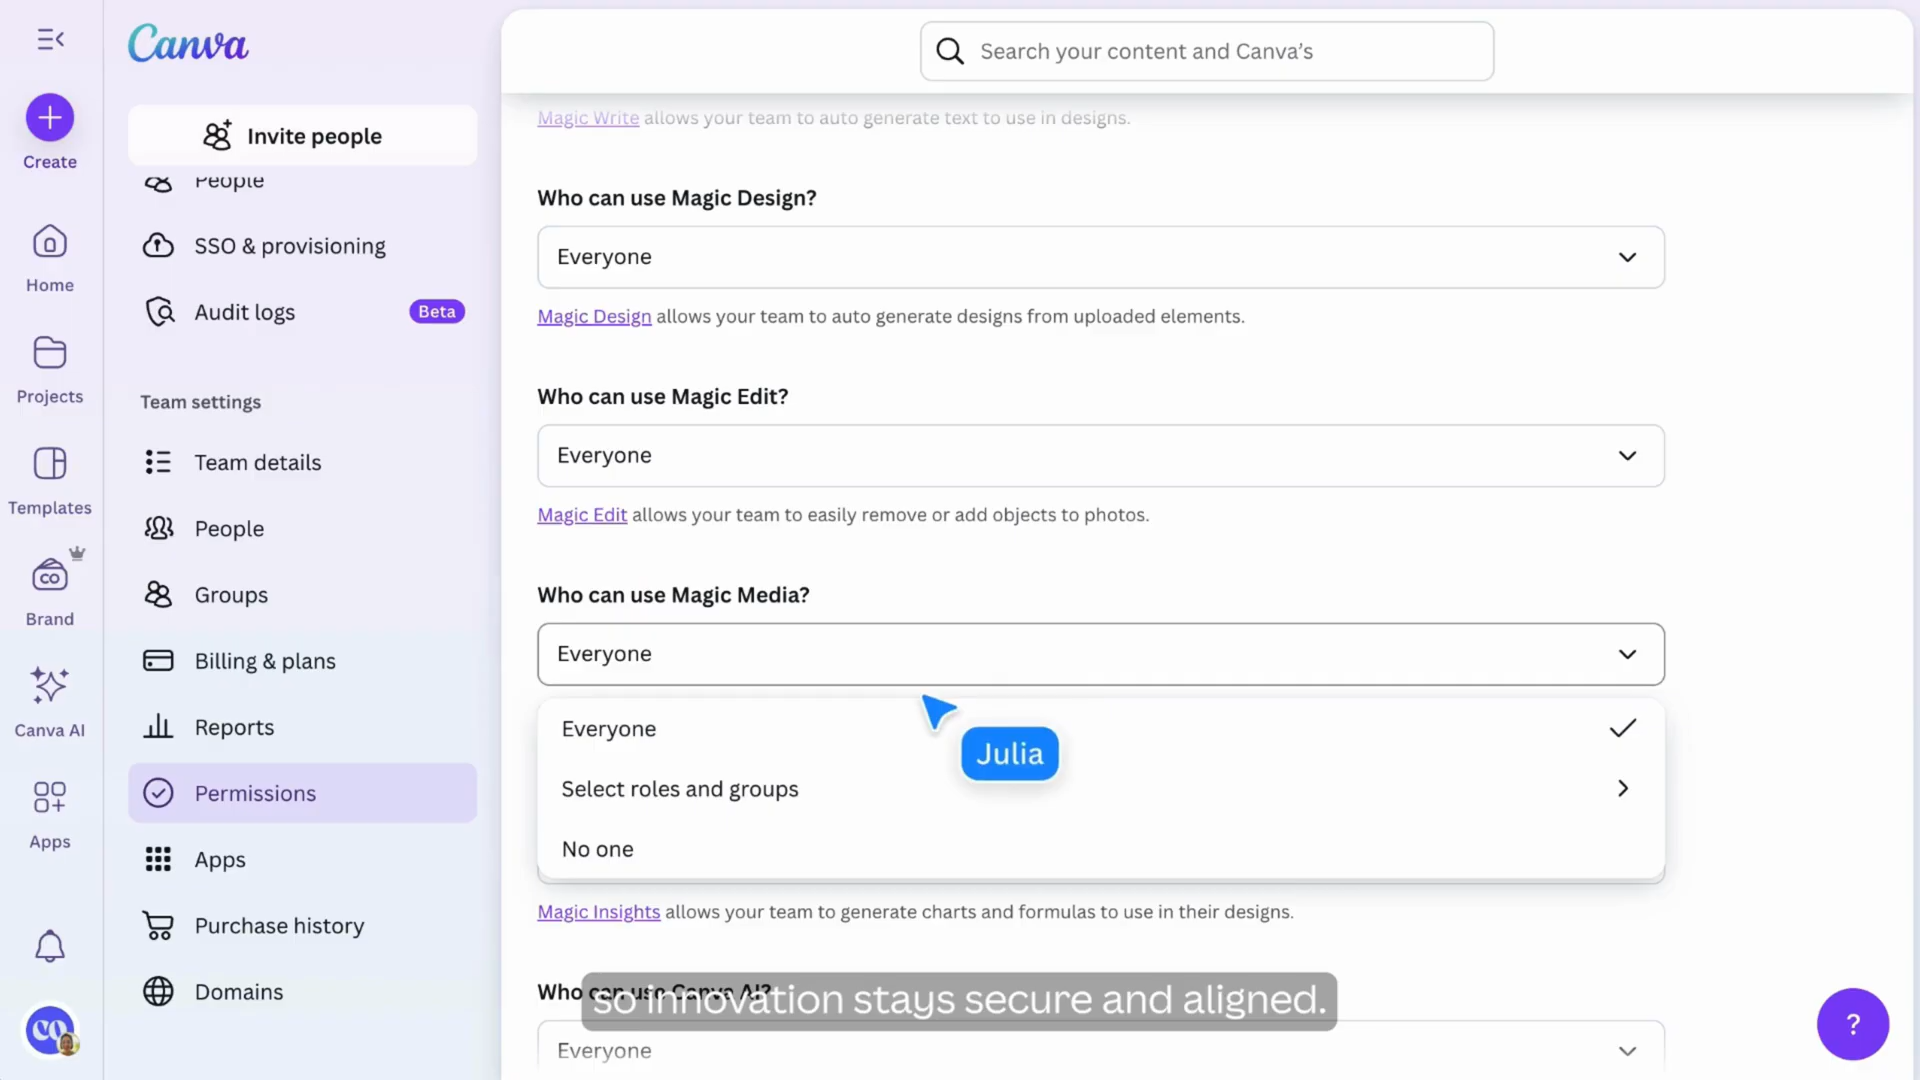 Canva
Search your content and Canva's
Create
Home
Projects
Templates
CO
Brand
Canva AI
Apps
CO
Invite people
People
SSO & provisioning
Audit logs
Beta
Team settings
Team details
People
Groups
Billing & plans
Reports
Permissions
Apps
Purchase history
Domains
Magic Write allows your team to auto generate text to use in designs.
Who can use Magic Design?
Everyone
Magic Design allows your team to auto generate designs from uploaded elements.
Who can use Magic Edit?
Everyone
Magic Edit allows your team to easily remove or add objects to photos.
Who can use Magic Media?
Everyone
Everyone
Julia
Select roles and groups
No one
Magic Insights allows your team to generate charts and formulas to use in their designs.
Who can use Canva AI?
so innovation stays secure and aligned.
Everyone
?